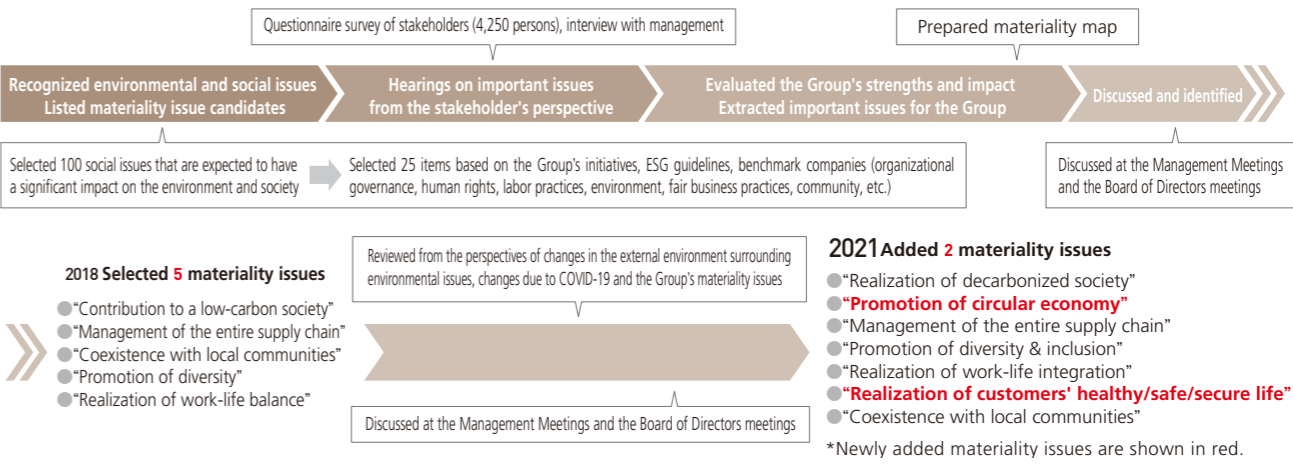 Questionnaire survey of stakeholders (4,250 persons), interview with management
Prepared materiality map
Recognized environmental and social issues
Listed materiality issue candidates
Hearings on important issues
from the stakeholder's perspective
Evaluated the Group's strengths and impact
Extracted important issues for the Group
Discussed and identified
Selected 100 social issues that are expected to have
a significant impact on the environment and society
Selected 25 items based on the Group's initiatives, ESG guidelines, benchmark companies (organizational
governance, human rights, labor practices, environment, fair business practices, community, etc.)
Discussed at the Management Meetings
and the Board of Directors meetings
2018 Selected 5 materiality issues
●“Contribution to a low-carbon society”
●“Management of the entire supply chain”
●“Coexistence with local communities”
●“Promotion of diversity”
●“Realization of work-life balance”
Reviewed from the perspectives of changes in the external environment surrounding
environmental issues, changes due to COVID-19 and the Group's materiality issues
Discussed at the Management Meetings and the Board of Directors meetings
2021 Added 2 materiality issues
●“Realization of decarbonized society”
●“Promotion of circular economy”
●“Management of the entire supply chain”
●“Promotion of diversity & inclusion”
●“Realization of work-life integration”
●“Realization of customers' healthy/safe/secure life”
●“Coexistence with local communities”
*Newly added materiality issues are shown in red.